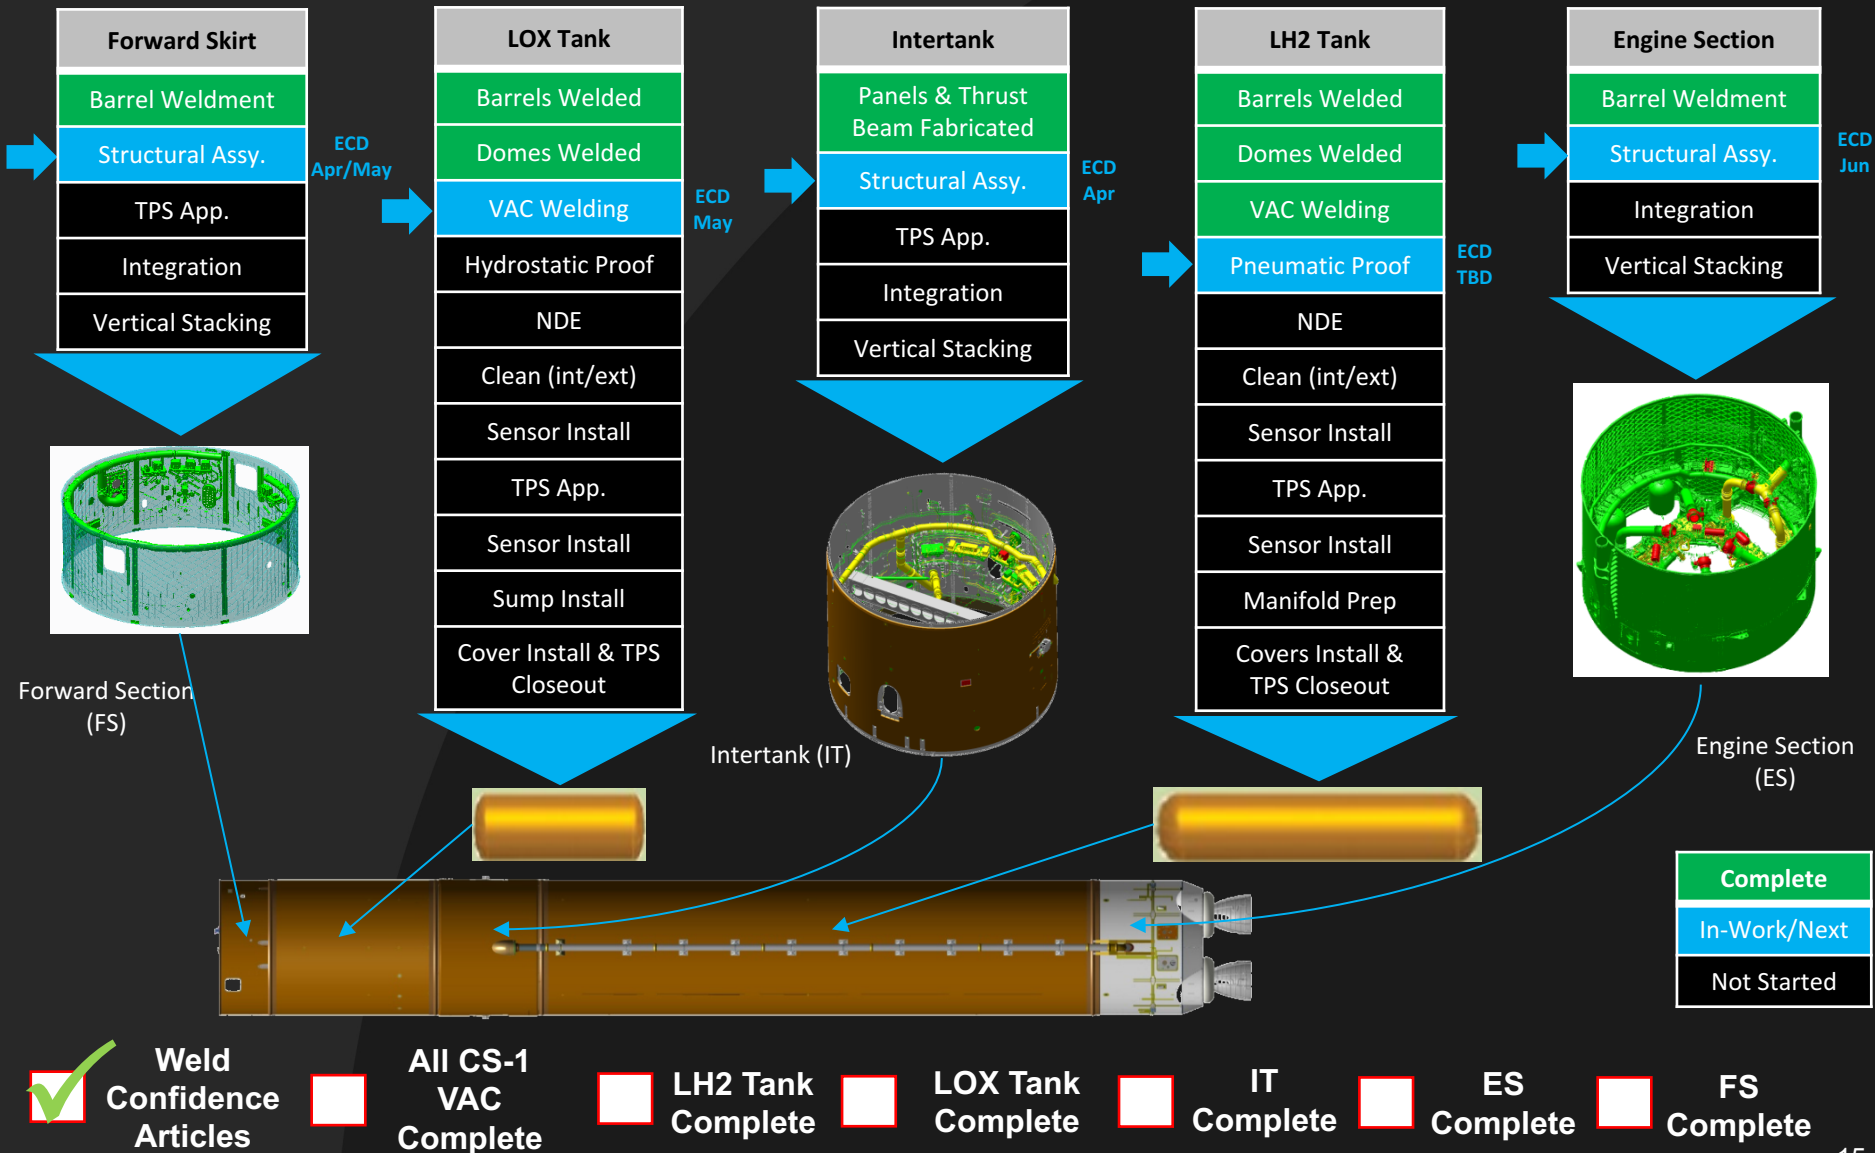 Forward Skirt
Barrel Weldment
Structural Assy.
TPS App.
Integration
Vertical Stacking
ECD
Apr/May
LOX Tank
Barrels Welded
Domes Welded
VAC Welding
Hydrostatic Proof
NDE
Clean (int/ext)
Sensor Install
TPS App.
Sensor Install
Sump Install
Cover Install & TPS
Closeout
ECD
May
Intertank
Panels & Thrust
Beam Fabricated
Structural Assy.
TPS App.
Integration
Vertical Stacking
ECD
Apr
LH2 Tank
Barrels Welded
Domes Welded
VAC Welding
Pneumatic Proof
NDE
Clean (int/ext)
Sensor Install
TPS App.
Sensor Install
Manifold Prep
Covers Install &
TPS Closeout
ECD
TBD
Engine Section
Barrel Weldment
Structural Assy.
Integration
Vertical Stacking
ECD
Jun
Forward Section
(FS)
Intertank (IT)
Engine Section
(ES)
Complete
In-Work/Next
Not Started
Weld
Confidence
Articles
All CS-1
VAC
Complete
LH2 Tank
Complete
LOX Tank
Complete
IT
Complete
ES
Complete
FS
Complete
15